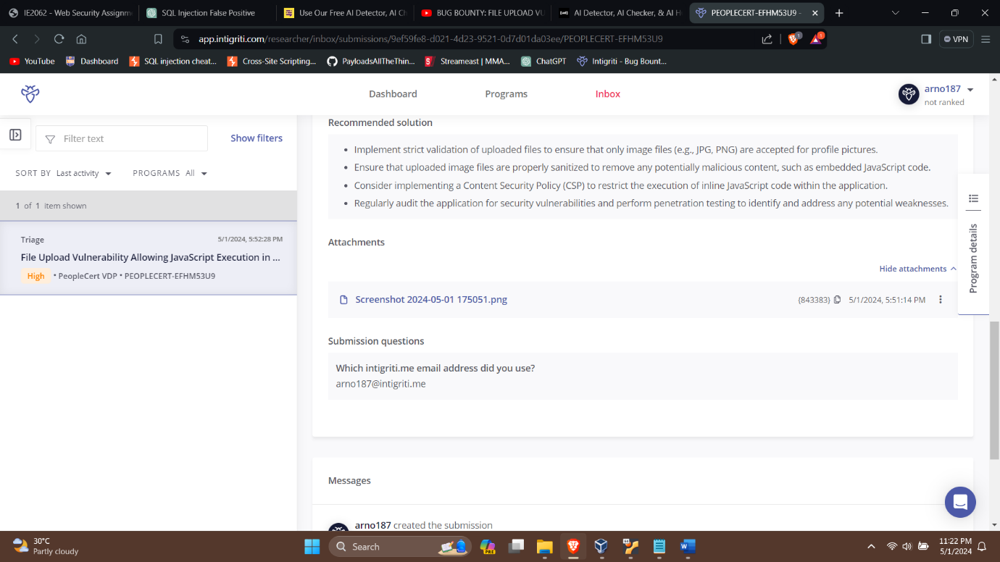 IE2062 - Web Security Assignm
SQL Injection False Positive
Use Our Free AI Detector, AI Ch
BUG BOUNTY: FILE UPLOAD VU
AI Detector, AI Checker, & AI H
PEOPLECERT-EFHM53U9 -
app.intigriti.com/researcher/inbox/submissions/9ef59fe8-d021-4d23-9521-0d7d01da03ee/PEOPLECERT-EFHM53U9
1
1
VPN
YouTube
Dashboard
SQL injection cheat...
Cross-Site Scripting...
PayloadsAllTheThin...
Streameast | MMA...
ChatGPT
Intigriti - Bug Bount...
Dashboard
Programs
Inbox
arno187
not ranked
Filter text
Show filters
SORT BY Last activity
PROGRAMS All
1 of 1 item shown
Triage
5/1/2024, 5:52:28 PM
File Upload Vulnerability Allowing JavaScript Execution in ...
High • PeopleCert VDP • PEOPLECERT-EFHM53U9
Recommended solution
• Implement strict validation of uploaded files to ensure that only image files (e.g., JPG, PNG) are accepted for profile pictures.
• Ensure that uploaded image files are properly sanitized to remove any potentially malicious content, such as embedded JavaScript code.
• Consider implementing a Content Security Policy (CSP) to restrict the execution of inline JavaScript code within the application.
• Regularly audit the application for security vulnerabilities and perform penetration testing to identify and address any potential weaknesses.
Attachments
Hide attachments
Screenshot 2024-05-01 175051.png
{843383}
5/1/2024, 5:51:14 PM
Submission questions
Which intigriti.me email address did you use?
arno187@intigriti.me
Messages
arno187 created the submission
Program details
30°C
Partly cloudy
Search
PRE
11:22 PM
5/1/2024